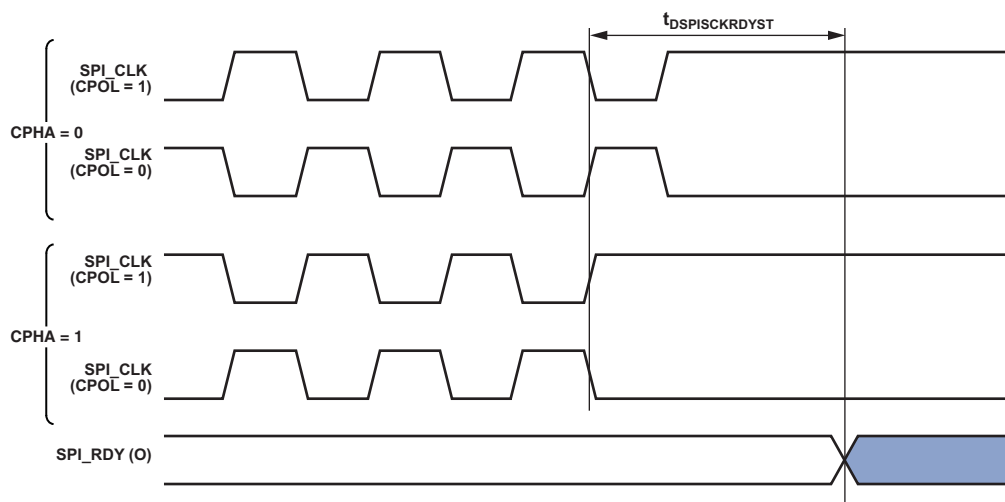 tDSPISCKRDYST
SPI_CLK
(CPOL = 1)
CPHA = 0
SPI_CLK
(CPOL = 0)
SPI_CLK
(CPOL = 1)
CPHA = 1
SPI_CLK
(CPOL = 0)
SPI_RDY (O)